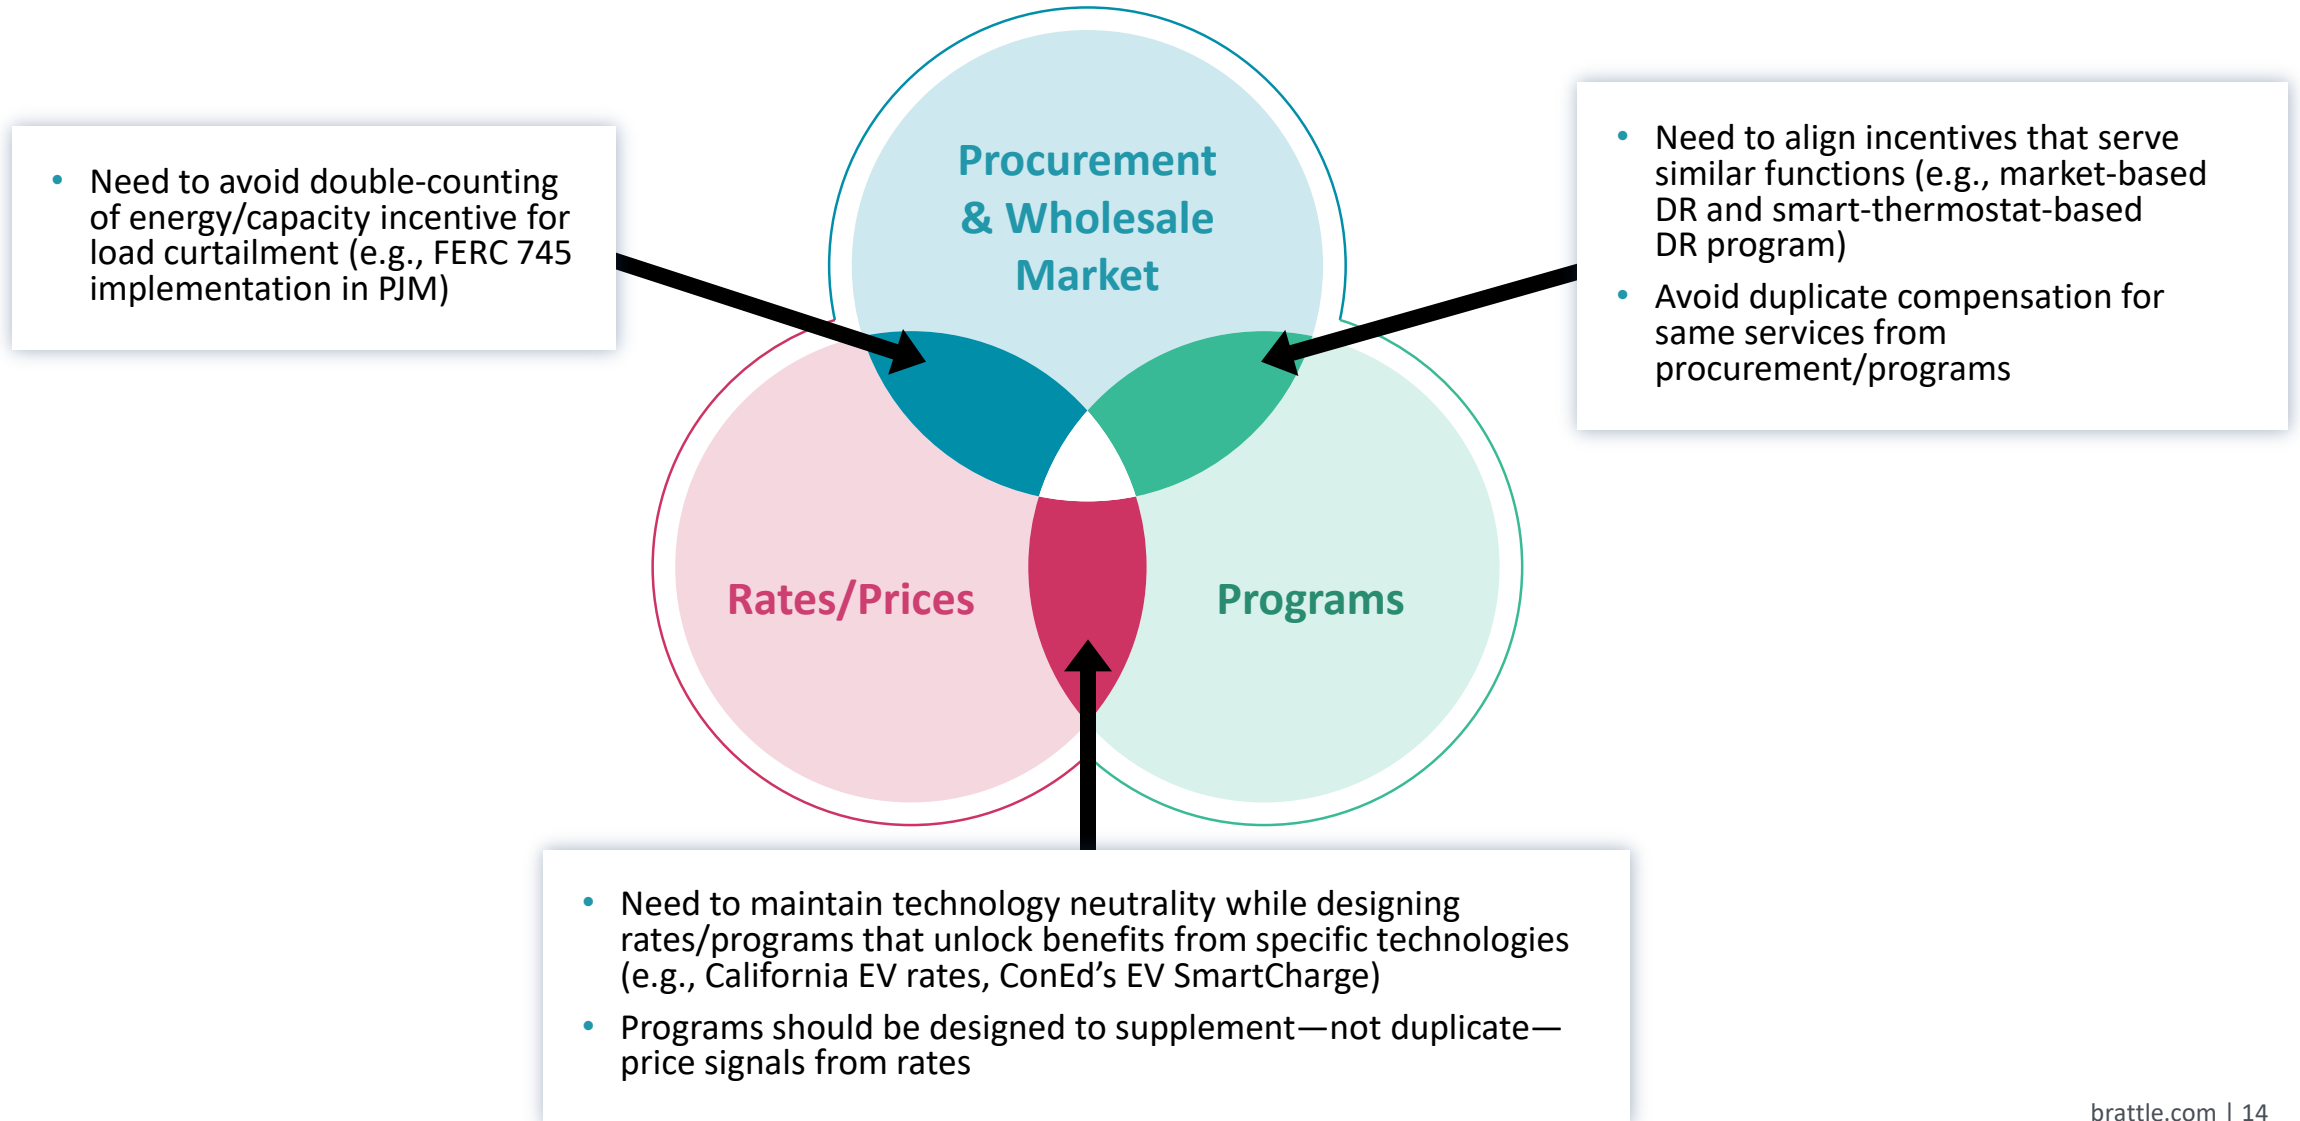 Procurement
& Wholesale
Market
• Need to avoid double-counting
of energy/capacity incentive for
load curtailment (e.g., FERC 745
implementation in PJM)
• Need to align incentives that serve
similar functions (e.g., market-based
DR and smart-thermostat-based
DR program)
• Avoid duplicate compensation for
same services from
procurement/programs
Rates/Prices
Programs
• Need to maintain technology neutrality while designing
rates/programs that unlock benefits from specific technologies
(e.g., California EV rates, ConEd’s EV SmartCharge)
• Programs should be designed to supplement—not duplicate—
price signals from rates
brattle.com | 14